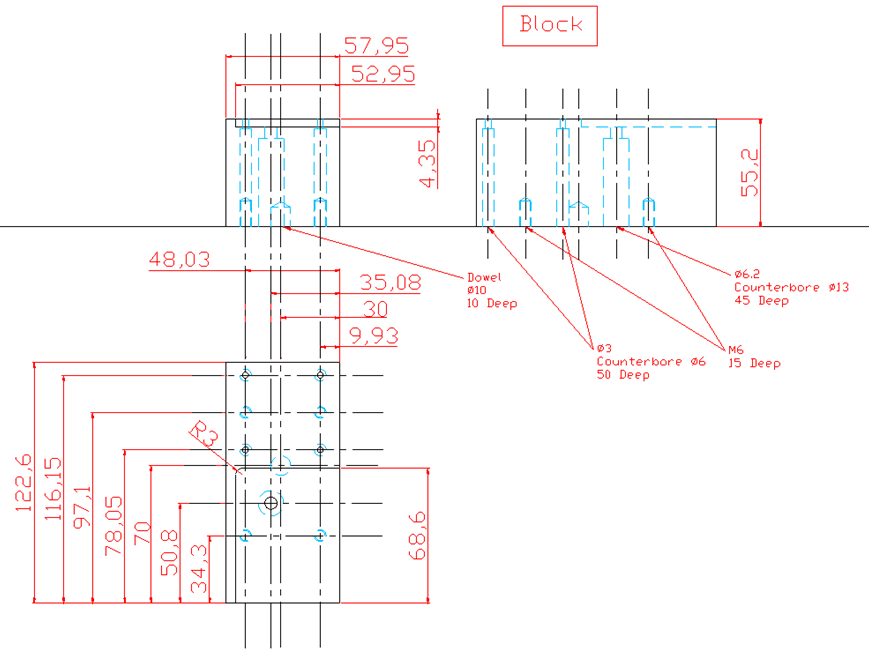 Block
57,95
52,95
4,35
55,2
48,03
35,08
30
9,93
Dowel
ø10
10 Deep
ø6.2
Counterbore ø13
45 Deep
ø3
Counterbore ø6
50 Deep
M6
15 Deep
R3
122,6
116,15
97,1
78,05
70
50,8
34,3
68,6